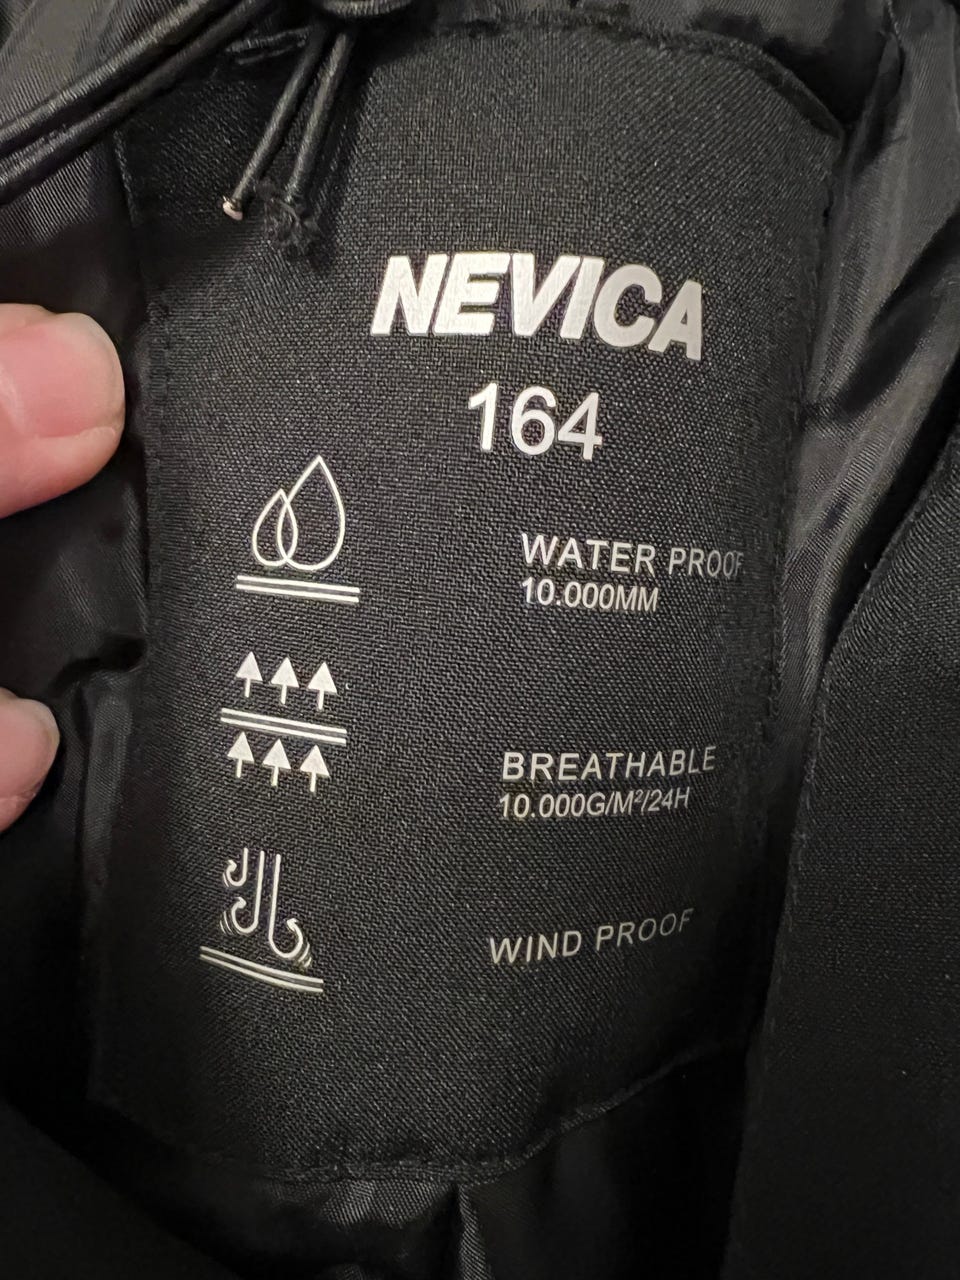 NEVICA
164
WATER PROOF
10.000MM
BREATHABLE
10.000G/M²/24H
WIND PROOF